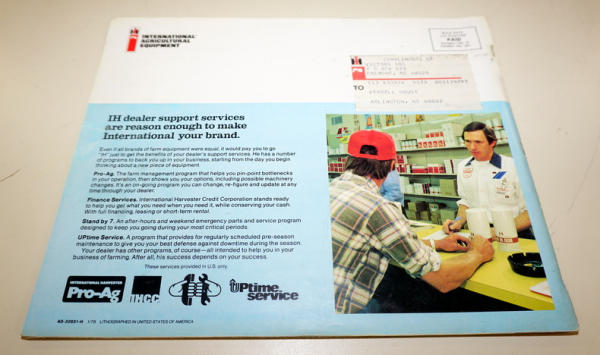 INTERNATIONAL
AGRICULTURAL
EQUIPMENT
PAID
COMPLIMENTS OF
TO
IH dealer support services
are reason enough to make
International your brand.
Even if all brands of farm equipment were equal, it would pay you to go
"IH" just to get the benefits of your dealer's support services. He has a number
of programs to back you up in your business, starting from the day you begin
thinking about a new piece of equipment.
Pro-Ag. The farm management program that helps you pin-point bottlenecks
in your operation, then shows you your options, including possible machinery
changes. It's an on-going program you can change, re-figure and update at any
time through your dealer.
Finance Services. International Harvester Credit Corporation stands ready
to help you get what you need when you need it, while conserving your cash.
With full financing, leasing or short-term rental.
Stand by 7. An after-hours and weekend emergency parts and service program
designed to keep you going during your most critical periods.
UPtime Service. A program that provides for regularly scheduled pre-season
maintenance to give you your best defense against downtime during the season.
Your dealer has other programs, of course—all intended to help you in your
business of farming. After all, his success depends on your success.
These services provided in U.S. only.
INTERNATIONAL HARVESTER
Pro-Ag
IHCC
7
UPtime
service
1/79 LITHOGRAPHED IN UNITED STATES OF AMERICA